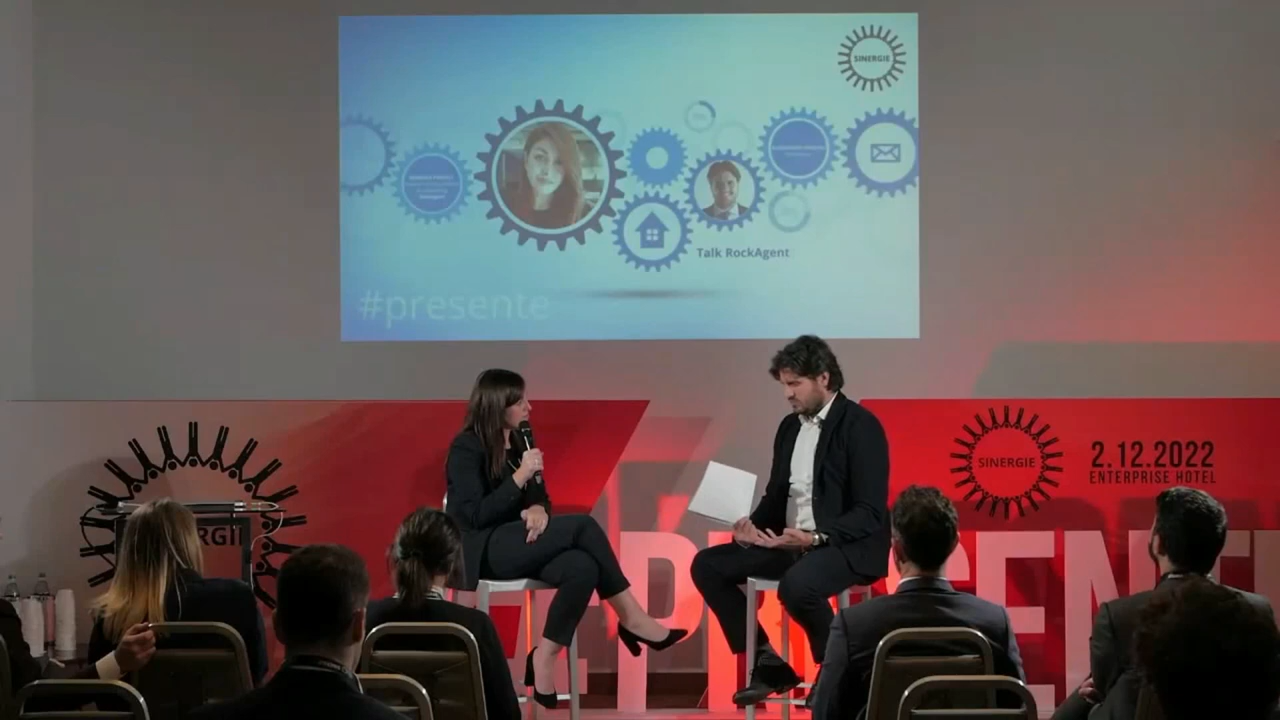 SINERGIE
Talk RockAgent
#presente
SINERGIE
2.12.2022
ENTERPRISE HOTEL